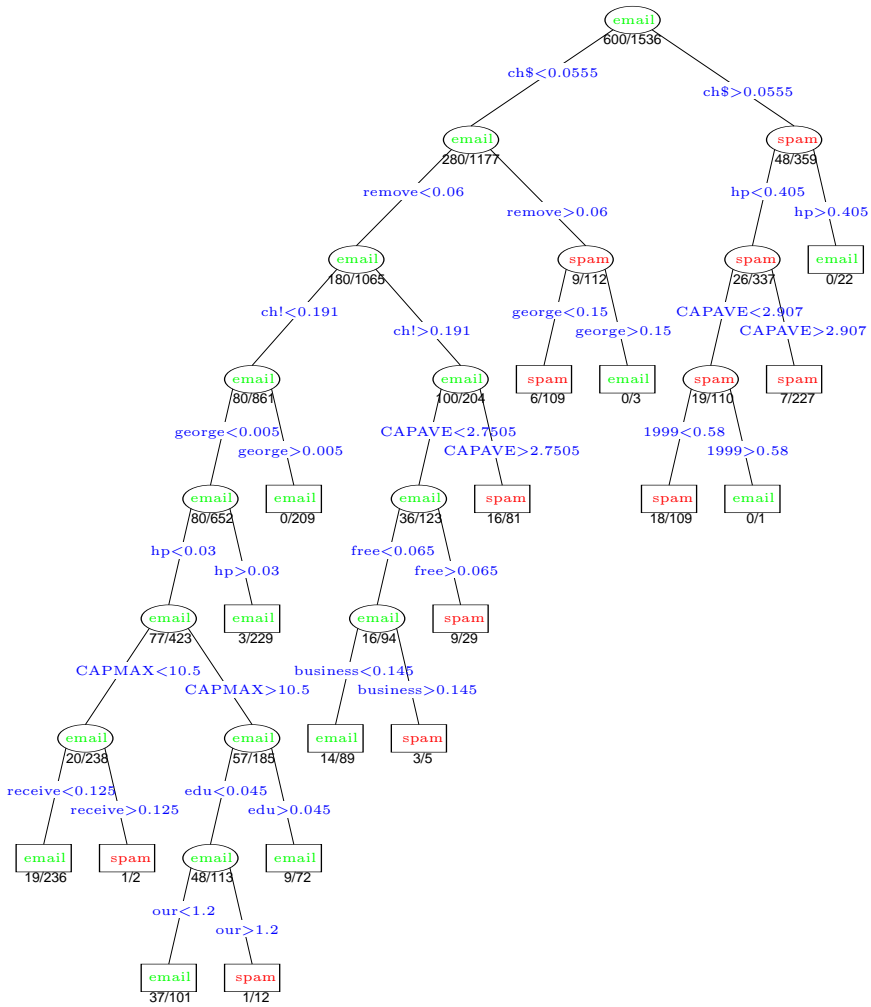 email
600/1536
ch$<0.0555
ch$>0.0555
email
280/1177
spam
48/359
remove<0.06
hp<0.405
remove>0.06
hp>0.405
email
180/1065
spam
9/112
spam
26/337
email
0/22
ch!<0.191
george<0.15
CAPAVE<2.907
ch!>0.191
george>0.15
CAPAVE>2.907
email
80/861
email
100/204
spam
6/109
email
0/3
spam
19/110
spam
7/227
george<0.005
CAPAVE<2.7505
1999<0.58
george>0.005
CAPAVE>2.7505
1999>0.58
email
80/652
email
0/209
email
36/123
spam
16/81
spam
18/109
email
0/1
hp<0.03
free<0.065
hp>0.03
free>0.065
email
77/423
email
3/229
email
16/94
spam
9/29
CAPMAX<10.5
business<0.145
CAPMAX>10.5
business>0.145
email
20/238
email
57/185
email
14/89
spam
3/5
receive<0.125
edu<0.045
receive>0.125
edu>0.045
email
19/236
spam
1/2
email
48/113
email
9/72
our<1.2
our>1.2
email
37/101
spam
1/12